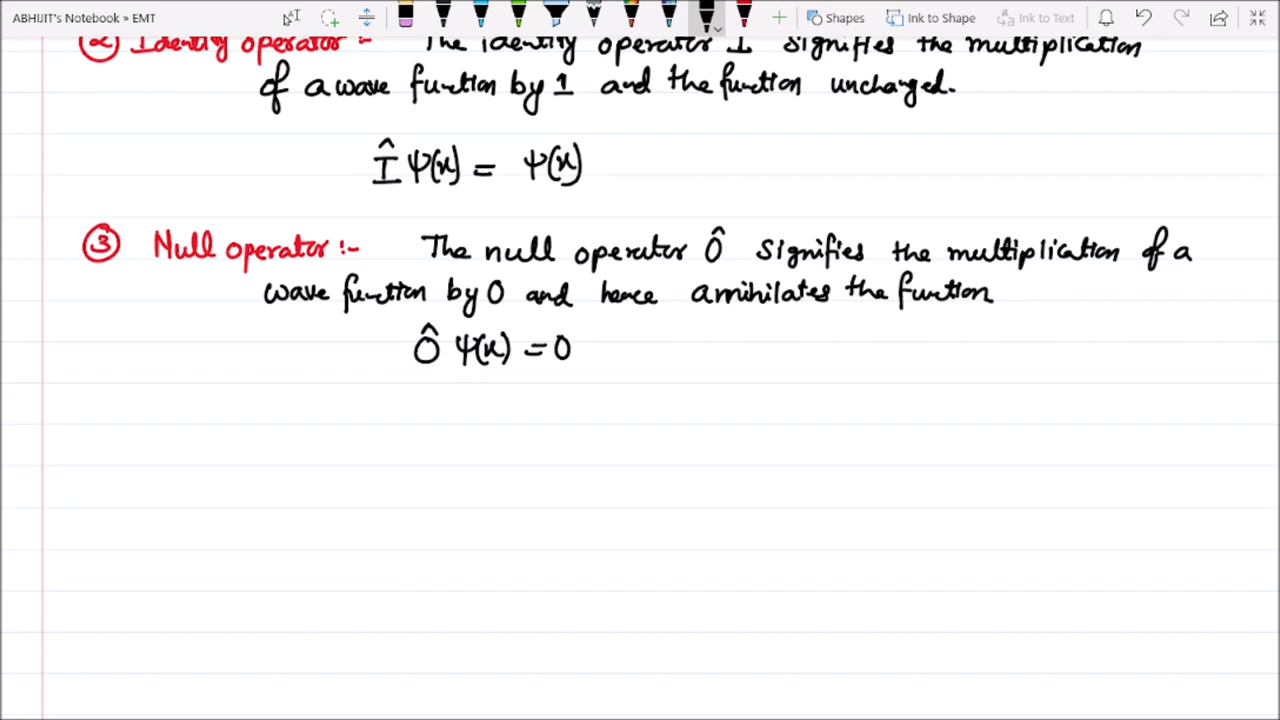 ABHIJIT's Notebook » EMT
Shapes
Ink to Shape
Ink to Text
② Identity operator :- The identity operator I signifies the multiplication
of a wave function by 1 and the function unchanged.
Î Ψ(x) = Ψ(x)
③ Null operator :- The null operator Ô signifies the multiplication of a
wave function by 0 and hence annihilates the function
Ô Ψ(x) = 0